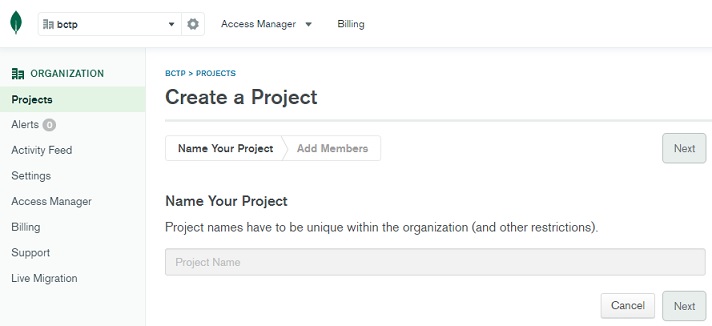 bctp
Access Manager
Billing
ORGANIZATION
Projects
Alerts 0
Activity Feed
Settings
Access Manager
Billing
Support
Live Migration
BCTP > PROJECTS
Create a Project
Name Your Project
Add Members
Next
Name Your Project
Project names have to be unique within the organization (and other restrictions).
Project Name
Cancel
Next